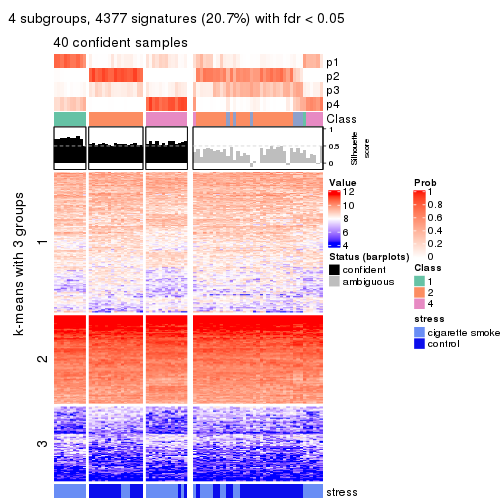 4 subgroups, 4377 signatures (20.7%) with fdr < 0.05
40 confident samples
p1
p2
p3
p4
Class
1
0.5
0
Silhouette
score
k-means with 3 groups
1
2
3
stress
Value
12
10
8
6
4
Status (barplots)
confident
ambiguous
Prob
1
0.8
0.6
0.4
0.2
0
Class
1
2
4
stress
cigarette smoke
control